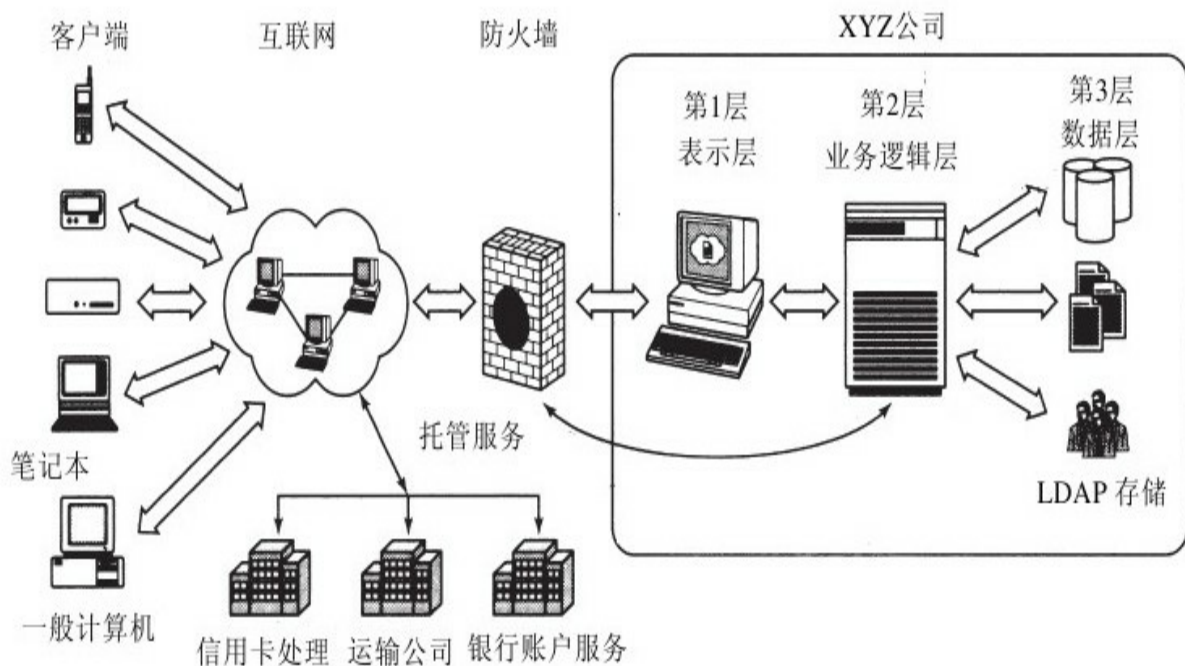 客户端
互联网
防火墙
XYZ公司
第1层
表示层
第2层
业务逻辑层
第3层
数据层
托管服务
笔记本
LDAP 存储
一般计算机
信用卡处理
运输公司
银行账户服务